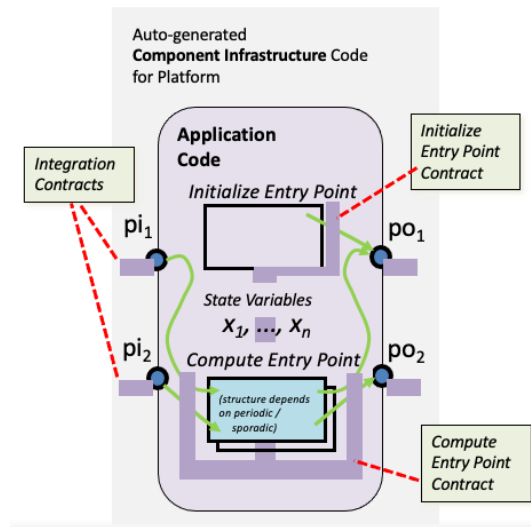 Auto-generated
Component Infrastructure Code
for Platform
Application
Code
Initialize
Entry Point
Contract
Integration
Contracts
Initialize Entry Point
pi1
po1
State Variables
X1, ..., Xn
pi2
po2
Compute Entry Point
(structure depends
on periodic /
sporadic)
Compute
Entry Point
Contract